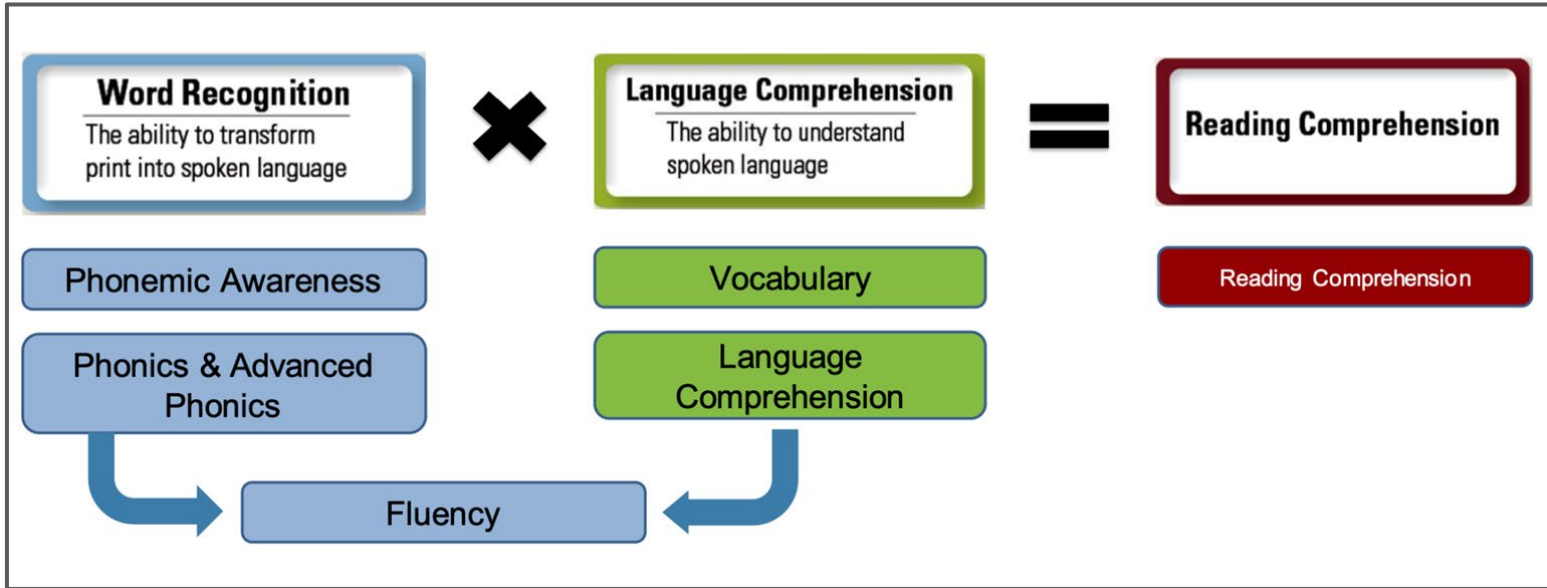 Word Recognition
The ability to transform
print into spoken language
Language Comprehension
The ability to understand
spoken language
Reading Comprehension
Phonemic Awareness
Vocabulary
Reading Comprehension
Phonics & Advanced
Phonics
Language
Comprehension
Fluency